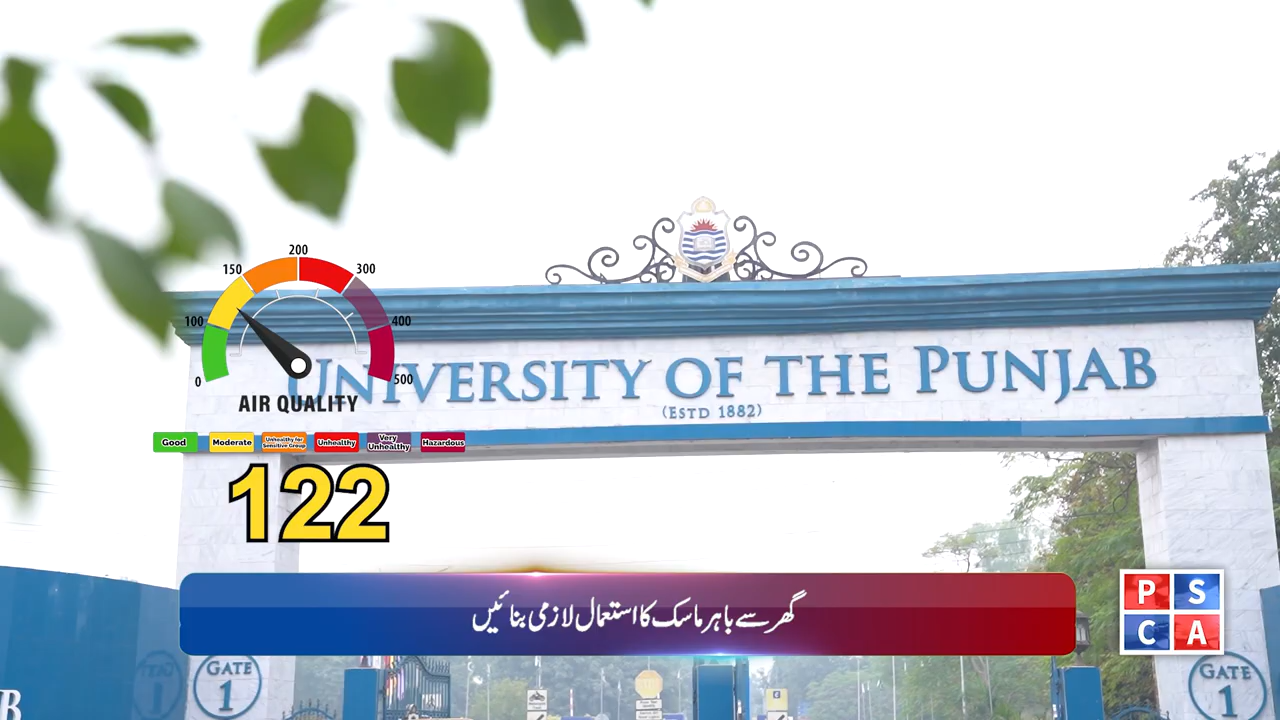 200
150
300
100
400
0
500
AIR QUALITY
Good
Moderate
Unhealthy for
Sensitive Group
Unhealthy
Very
Unhealthy
Hazardous
122
UNIVERSITY OF THE PUNJAB
(ESTD 1882)
گھر سے باہر ماسک کا استعمال لازمی بنائیں
P S
C A
GATE
1
GATE
1